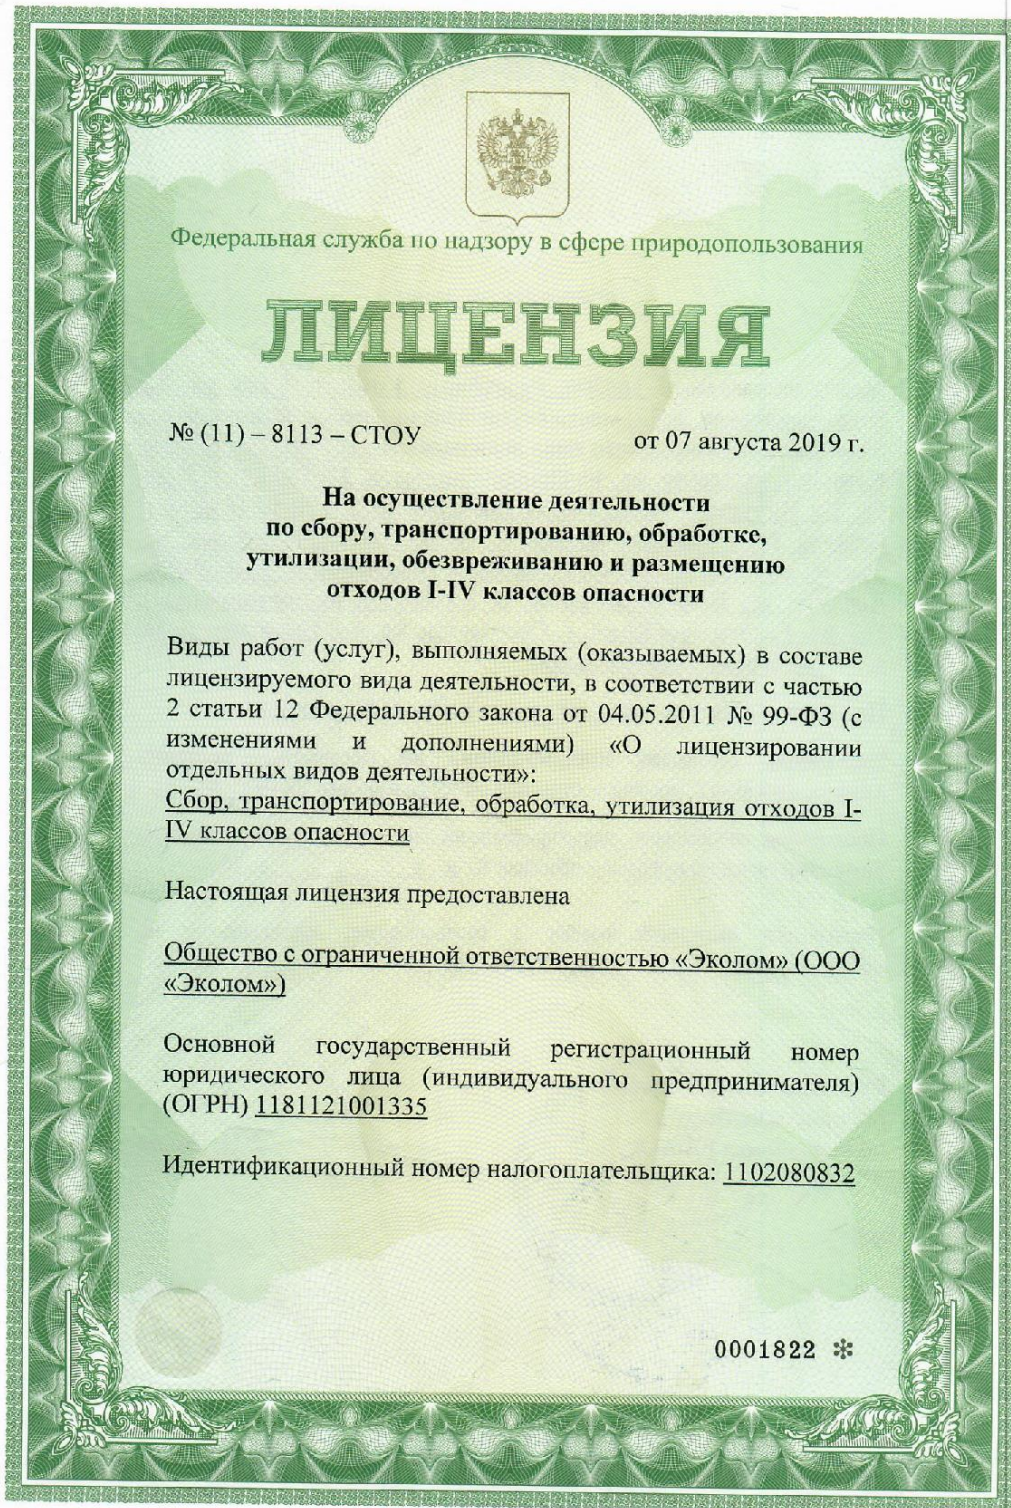 Федеральная служба по надзору в сфере природопользования
ЛИЦЕНЗИЯ
№ (11) – 8113 – СТОУ от 07 августа 2019 г.
На осуществление деятельности
по сбору, транспортированию, обработке,
утилизации, обезвреживанию и размещению
отходов I-IV классов опасности
Виды работ (услуг), выполняемых (оказываемых) в составе
лицензируемого вида деятельности, в соответствии с частью
2 статьи 12 Федерального закона от 04.05.2011 № 99-ФЗ (с
изменениями и дополнениями) «О лицензировании
отдельных видов деятельности»:
Сбор, транспортирование, обработка, утилизация отходов I-
IV классов опасности
Настоящая лицензия предоставлена
Общество с ограниченной ответственностью «Эколом» (ООО
«Эколом»)
Основной государственный регистрационный номер
юридического лица (индивидуального предпринимателя)
(ОГРН) 1181121001335
Идентификационный номер налогоплательщика: 1102080832
0001822 ✻